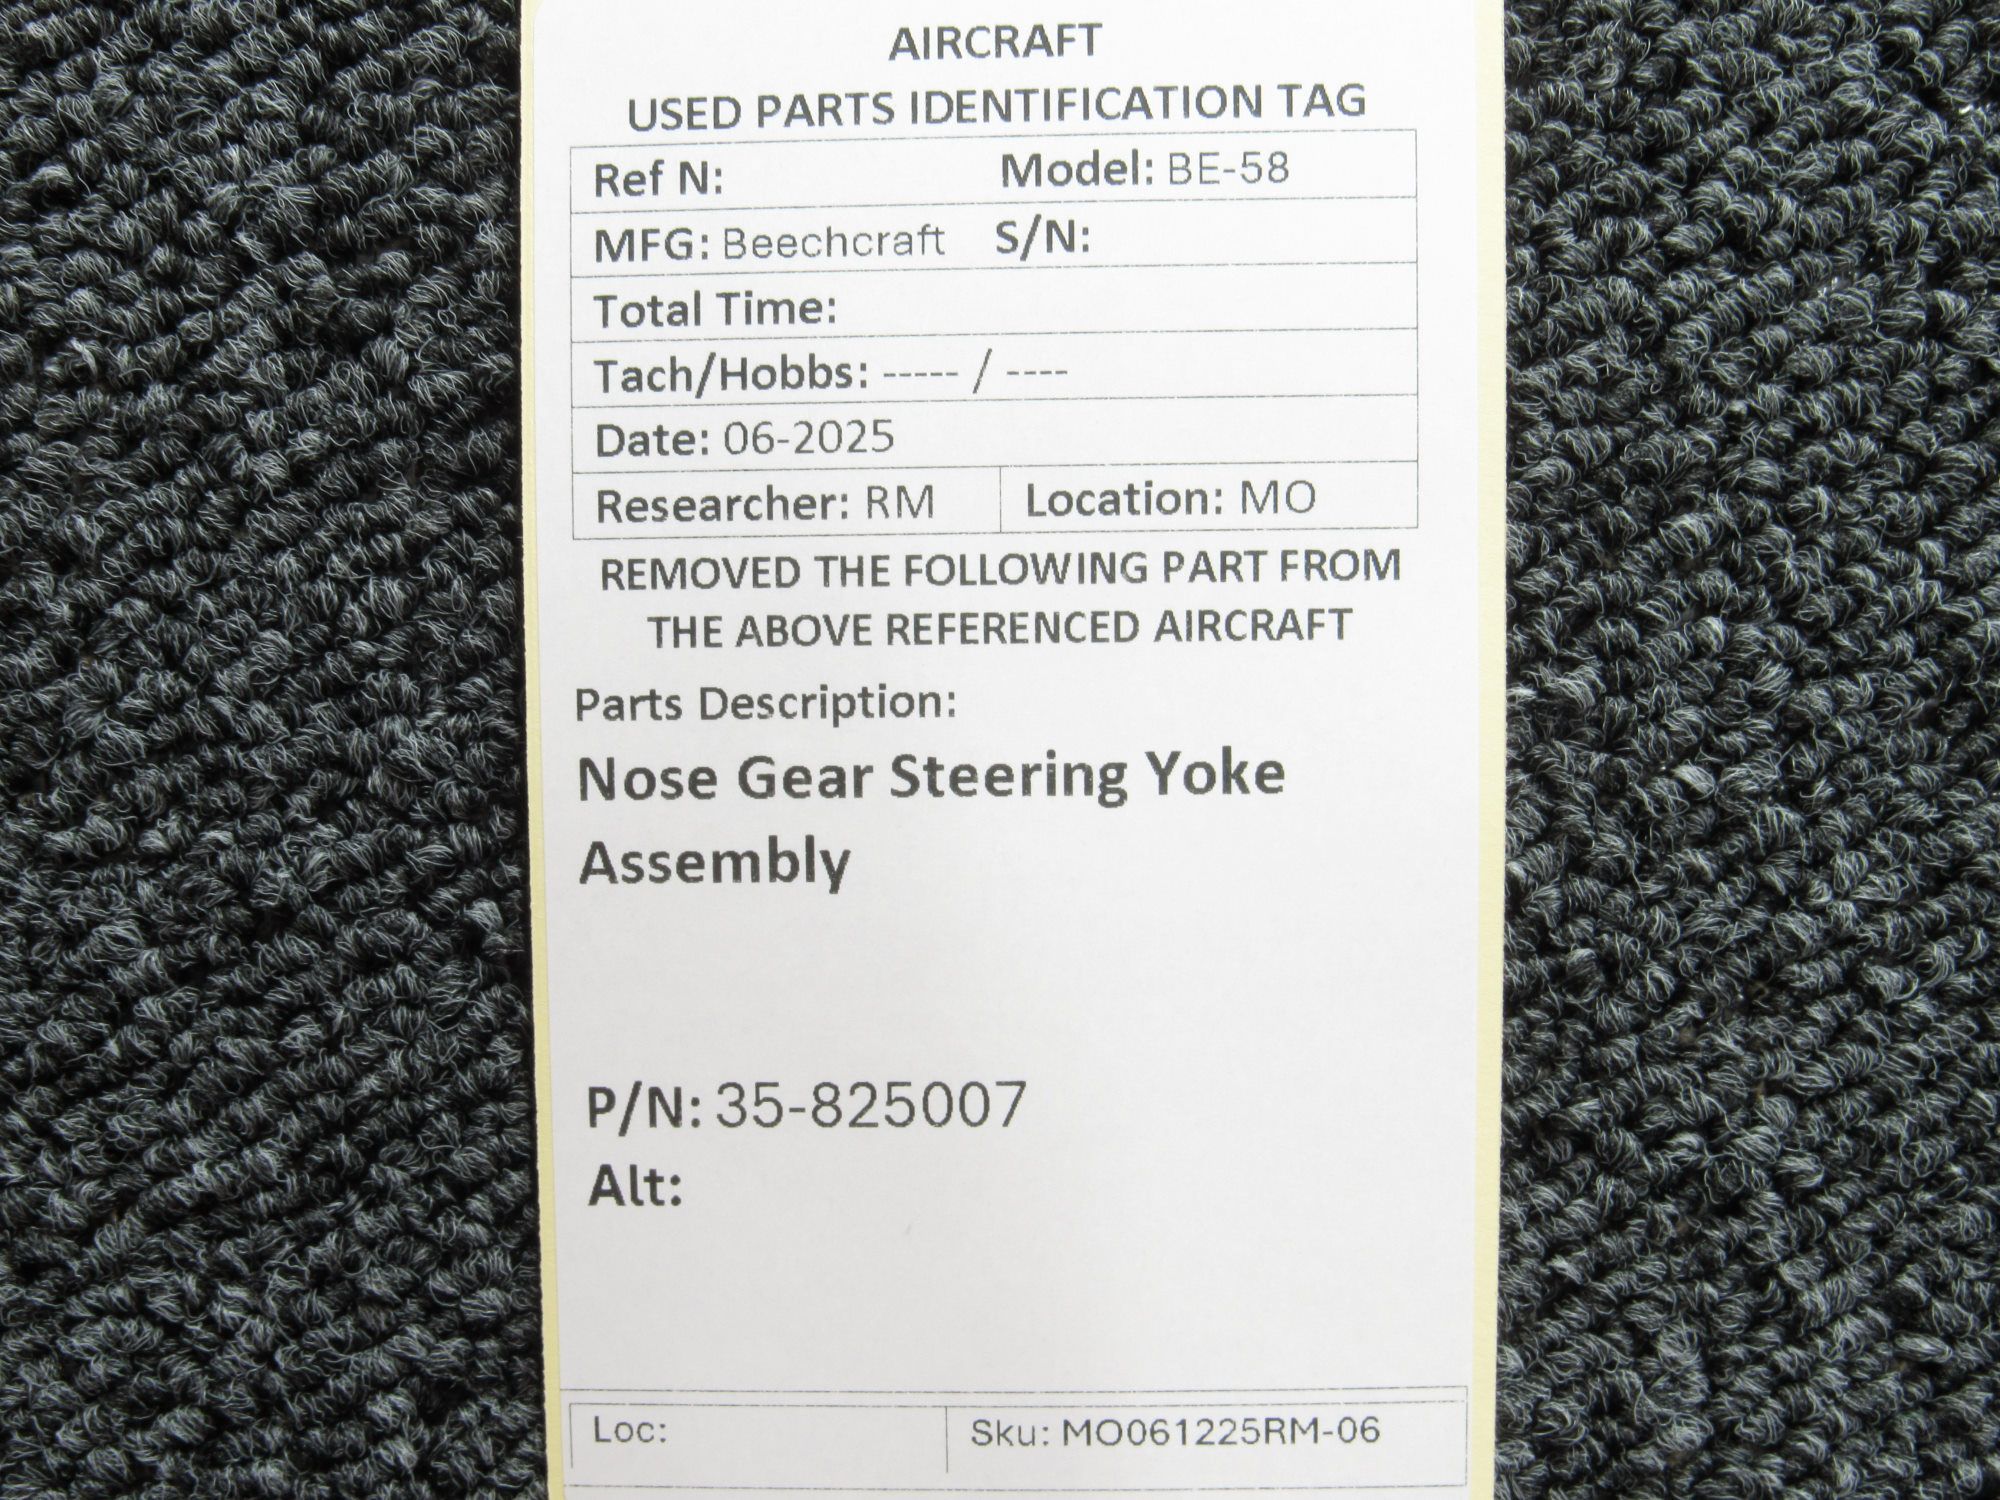 AIRCRAFT
USED PARTS IDENTIFICATION TAG
Ref N: Model: BE-58
MFG: Beechcraft S/N:
Total Time:
Tach/Hobbs: ----- / ----
Date: 06-2025
Researcher: RM Location: MO
REMOVED THE FOLLOWING PART FROM
THE ABOVE REFERENCED AIRCRAFT
Parts Description:
Nose Gear Steering Yoke
Assembly
P/N: 35-825007
Alt:
Loc: Sku: MO061225RM-06